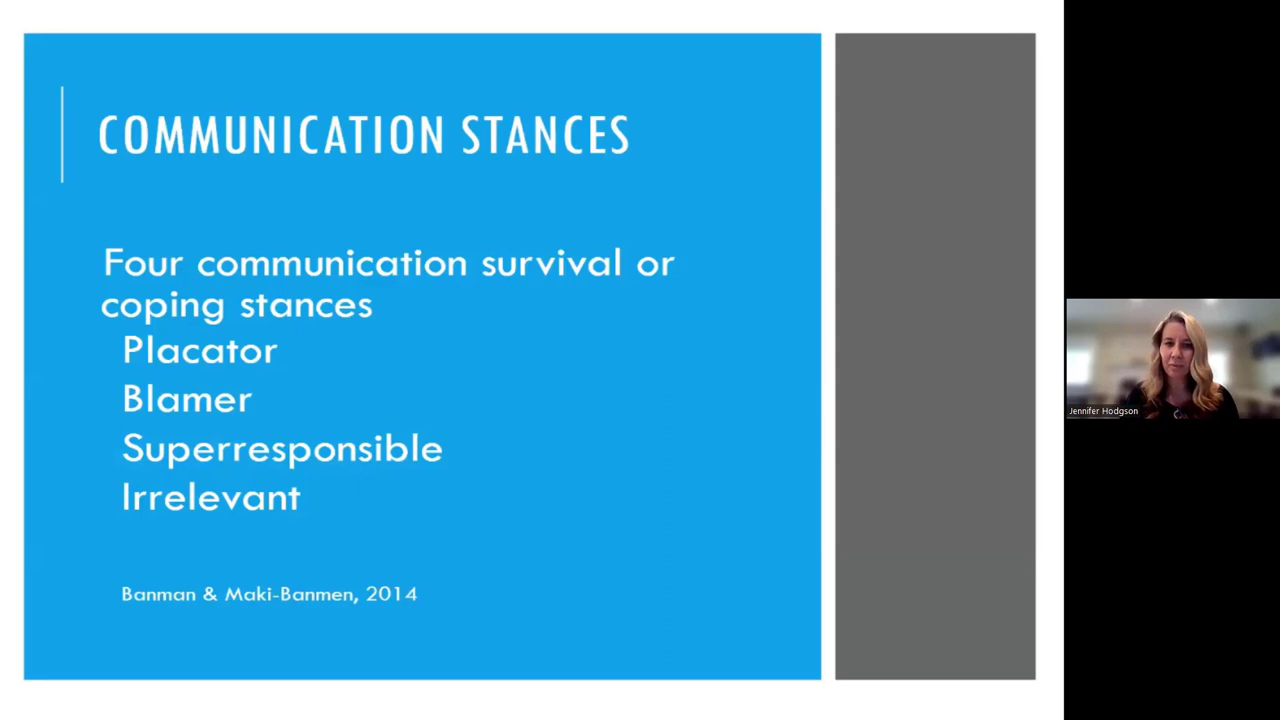 COMMUNICATION STANCES
Four communication survival or
coping stances
Placator
Blamer
Superresponsible
Irrelevant
Banman & Maki-Banmen, 2014
Jennifer Hodgson